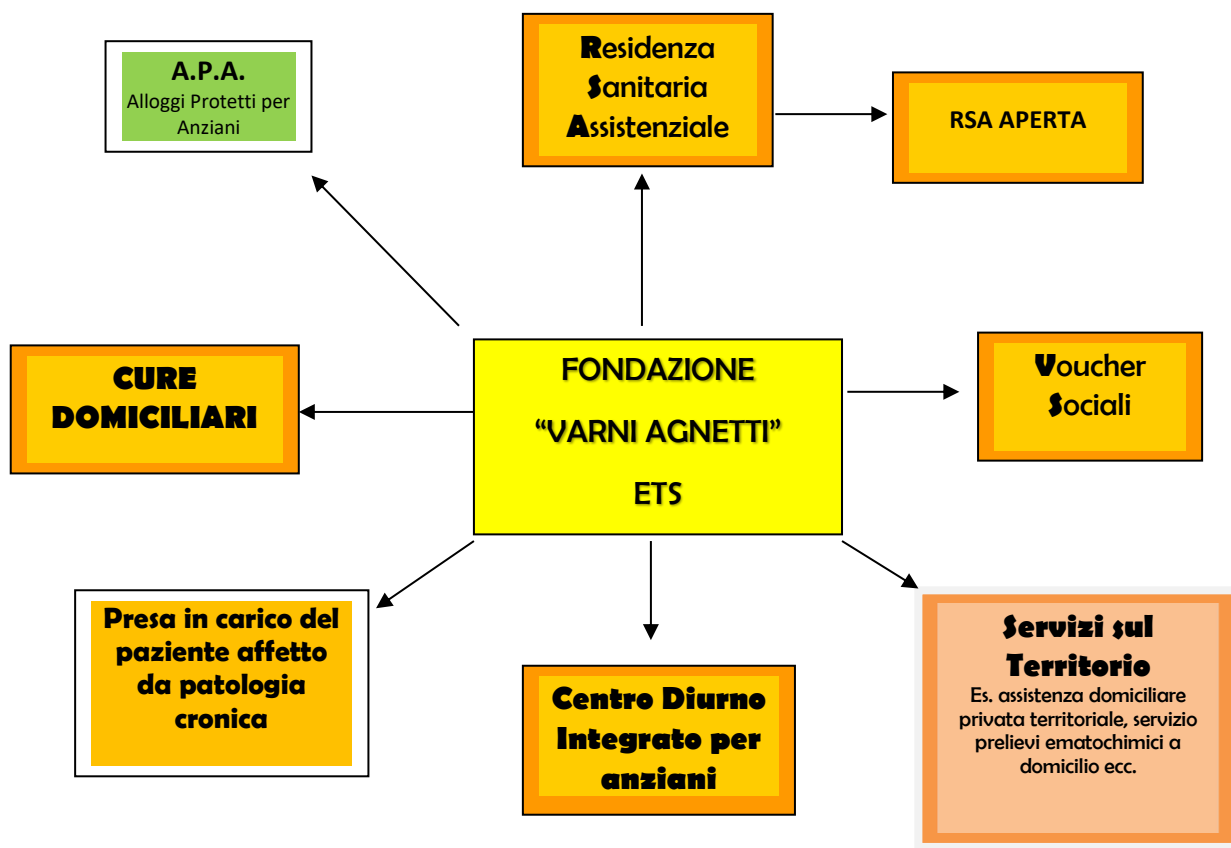 A.P.A.
Alloggi Protetti per
Anziani
Residenza
Sanitaria
Assistenziale
RSA APERTA
CURE
DOMICILIARI
FONDAZIONE
“VARNI AGNETTI”
ETS
Voucher
Sociali
Presa in carico del
paziente affetto
da patologia
cronica
Centro Diurno
Integrato per
anziani
Servizi sul
Territorio
Es. assistenza domiciliare
privata territoriale, servizio
prelievi ematochimici a
domicilio ecc.